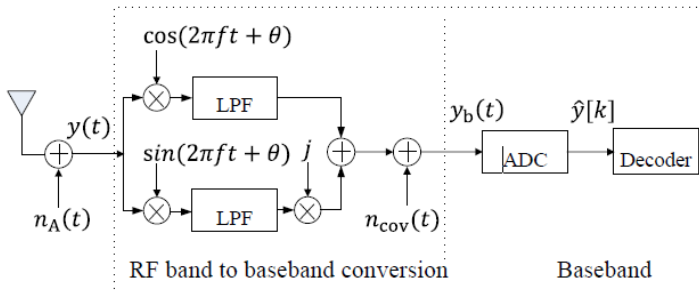 cos(2πft + θ)
LPF
y(t)
n_A(t)
sin(2πft + θ)
j
LPF
n_cov(t)
y_b(t)
ADC
ŷ[k]
Decoder
RF band to baseband conversion
Baseband